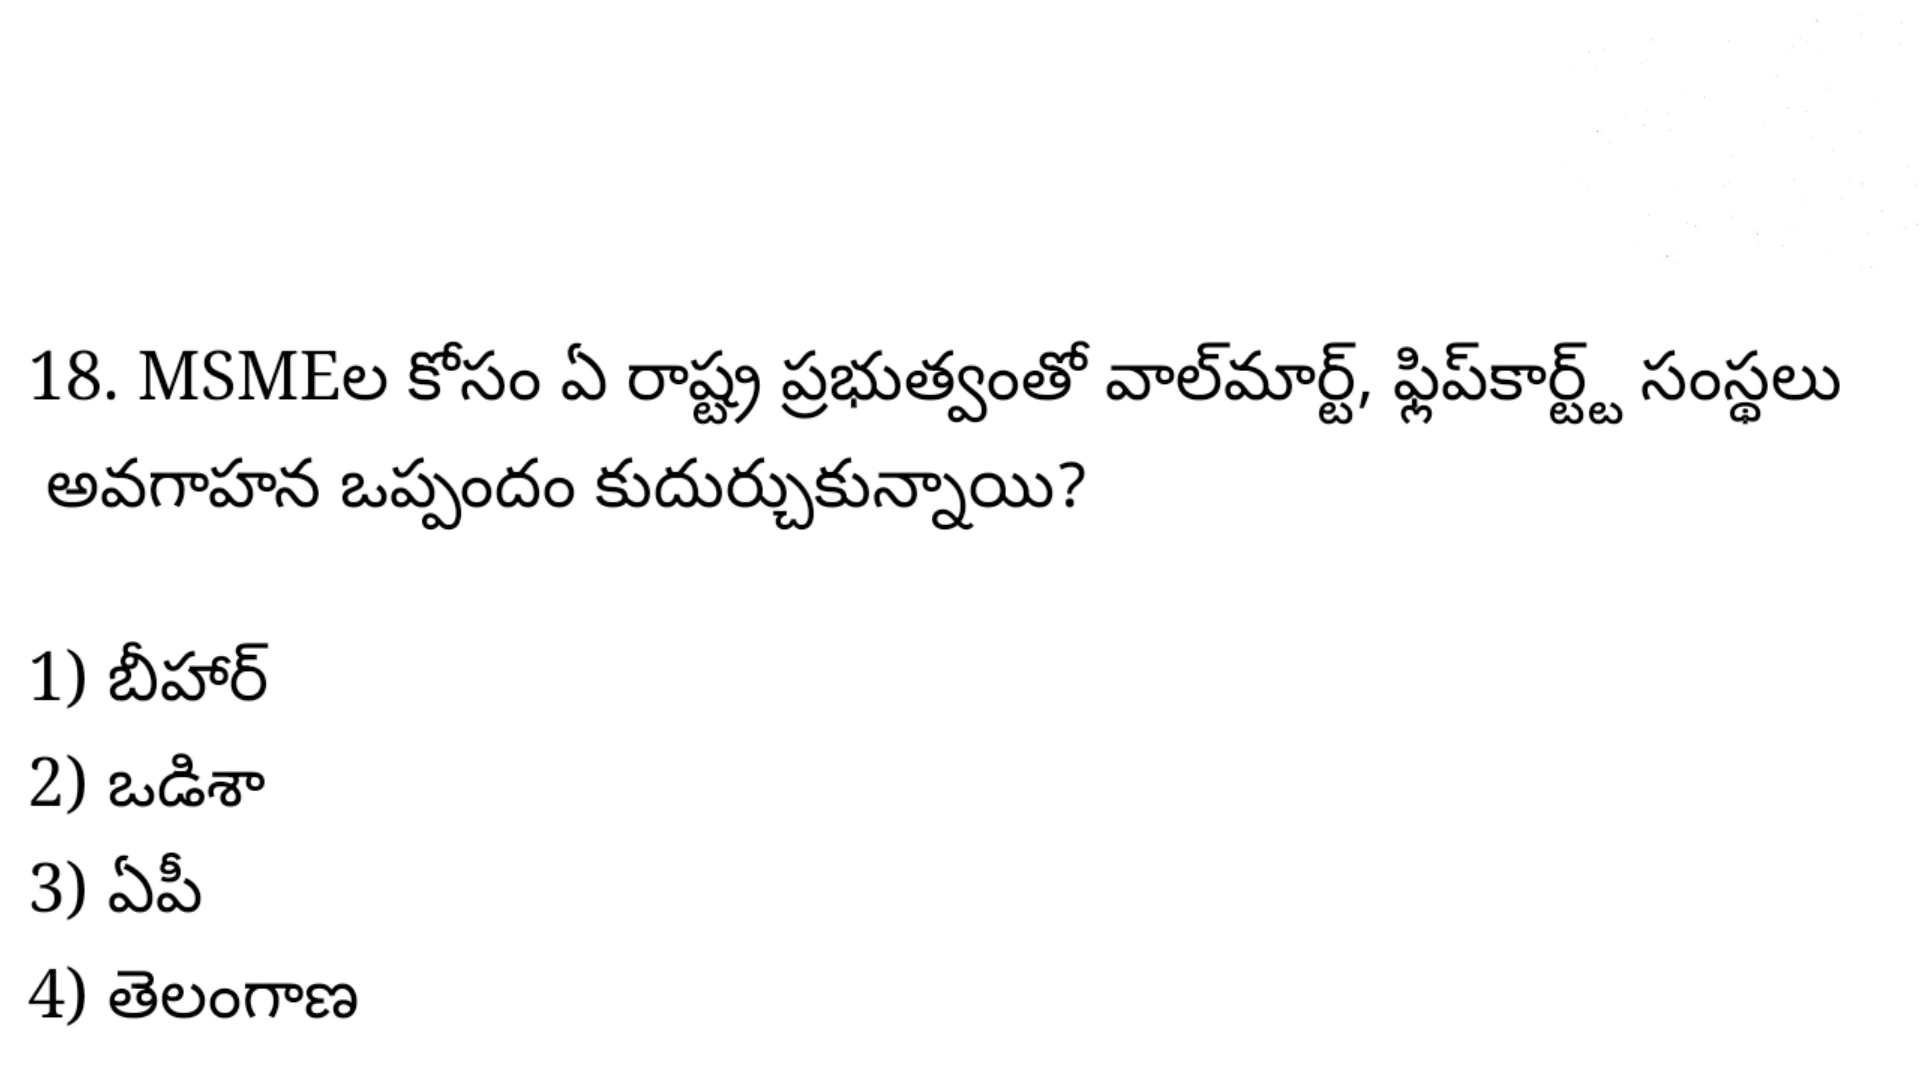 18. MSMEల కోసం ఏ రాష్ట్ర ప్రభుత్వంతో వాల్‌మార్ట్, ఫ్లిప్‌కార్ట్ట్ సంస్థలు
అవగాహన ఒప్పందం కుదుర్చుకున్నాయి?
1) బీహార్
2) ఒడిశా
3) ఏపీ
4) తెలంగాణ